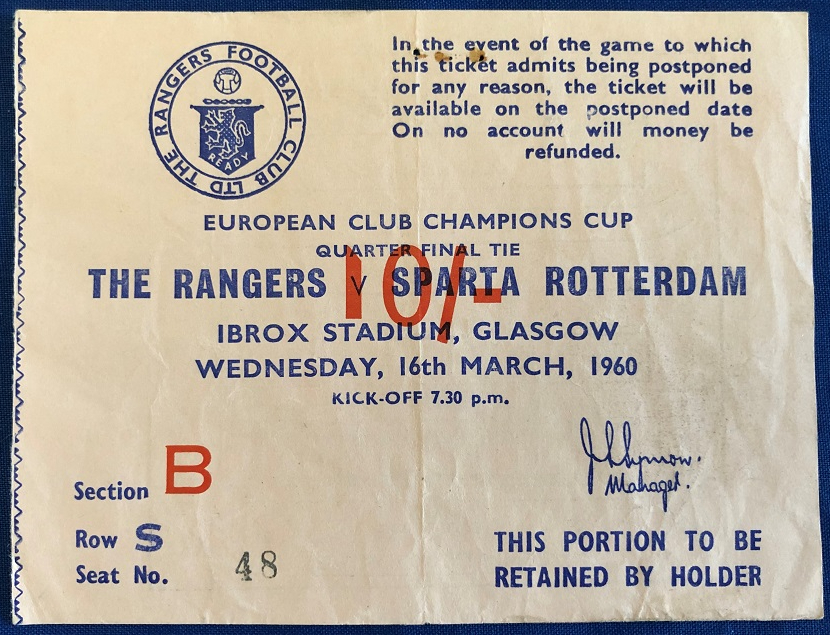 THE RANGERS FOOTBALL CLUB LTD
READY
In the event of the game to which
this ticket admits being postponed
for any reason, the ticket will be
available on the postponed date
On no account will money be
refunded.
EUROPEAN CLUB CHAMPIONS CUP
QUARTER FINAL TIE
THE RANGERS v SPARTA ROTTERDAM
10/-
IBROX STADIUM, GLASGOW
WEDNESDAY, 16th MARCH, 1960
KICK-OFF 7.30 p.m.
J S Symon.
Manager.
Section B
Row S
Seat No. 48
THIS PORTION TO BE
RETAINED BY HOLDER